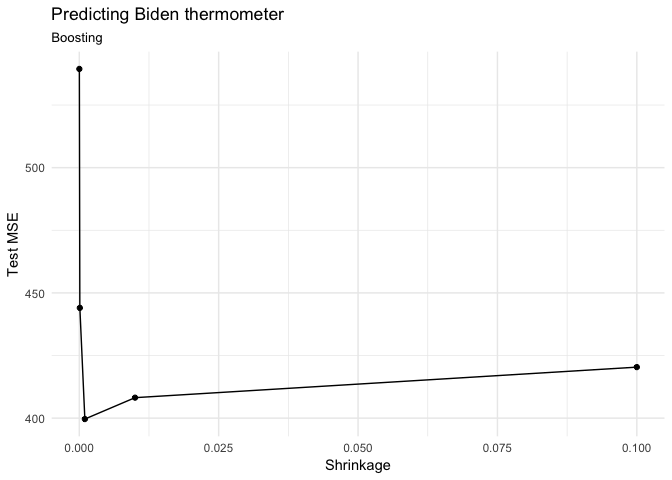 Predicting Biden thermometer
Boosting
500
450
400
Test MSE
0.000 0.025 0.050 0.075 0.100
Shrinkage